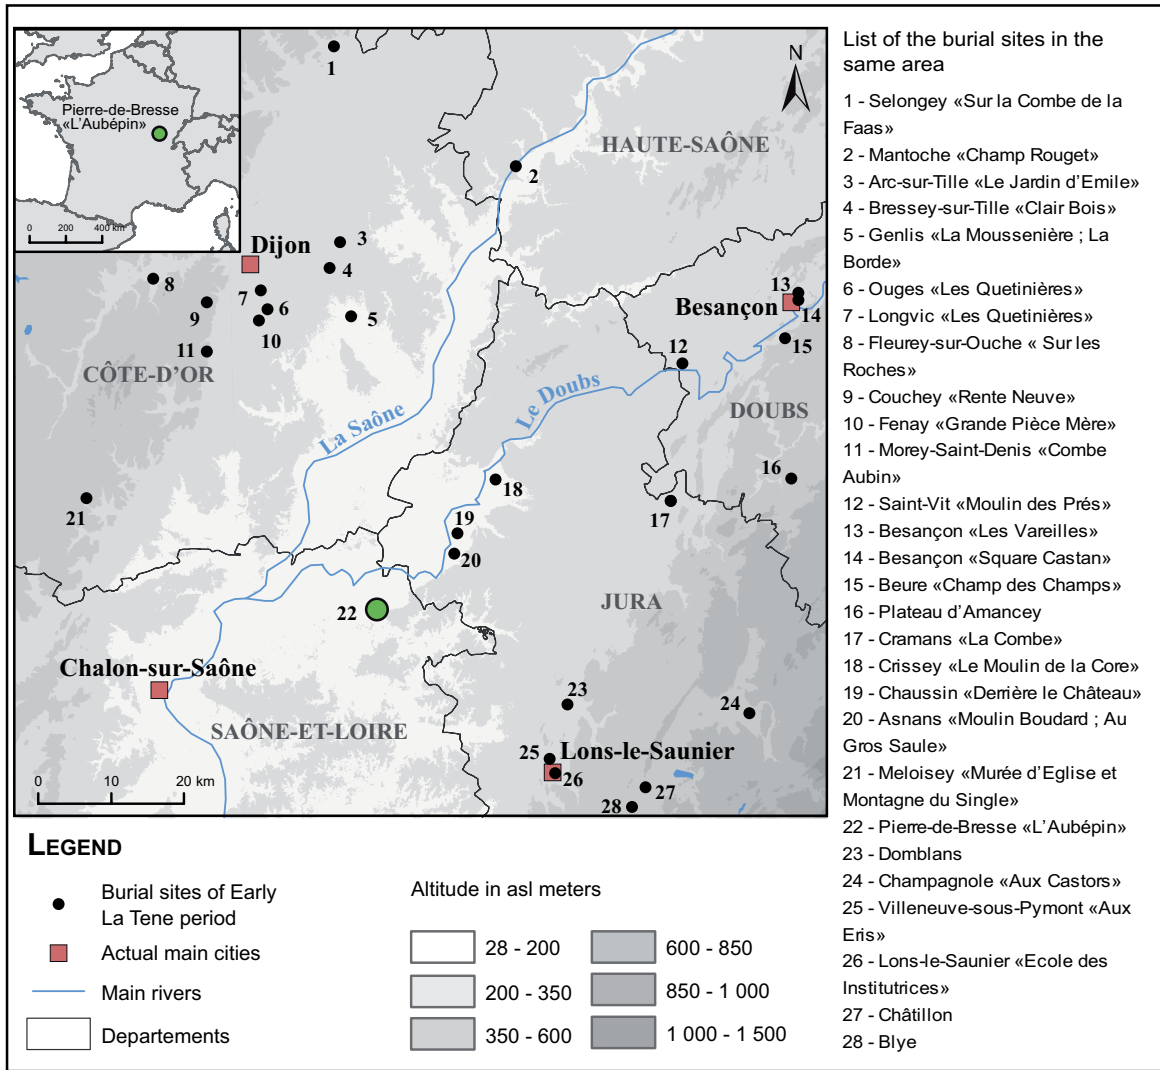 Pierre-de-Bresse
«L'Aubépin»
0 200 400 km
N
1
HAUTE-SAÔNE
2
3
Dijon
4
8
7
6
9
10
5
11
CÔTE-D'OR
13
Besançon
14
15
12
La Saône
Le Doubs
DOUBS
16
18
17
21
19
20
22
JURA
Chalon-sur-Saône
23
24
SAÔNE-ET-LOIRE
25
Lons-le-Saunier
26
27
28
0 10 20 km
LEGEND
Burial sites of Early
La Tene period
Actual main cities
Main rivers
Departements
Altitude in asl meters
28 - 200
200 - 350
350 - 600
600 - 850
850 - 1 000
1 000 - 1 500
List of the burial sites in the
same area
1 - Selongey «Sur la Combe de la
Faas»
2 - Mantoche «Champ Rouget»
3 - Arc-sur-Tille «Le Jardin d'Emile»
4 - Bressey-sur-Tille «Clair Bois»
5 - Genlis «La Moussenière ; La
Borde»
6 - Ouges «Les Quetinières»
7 - Longvic «Les Quetinières»
8 - Fleurey-sur-Ouche « Sur les
Roches»
9 - Couchey «Rente Neuve»
10 - Fenay «Grande Pièce Mère»
11 - Morey-Saint-Denis «Combe
Aubin»
12 - Saint-Vit «Moulin des Prés»
13 - Besançon «Les Vareilles»
14 - Besançon «Square Castan»
15 - Beure «Champ des Champs»
16 - Plateau d'Amancey
17 - Cramans «La Combe»
18 - Crissey «Le Moulin de la Core»
19 - Chaussin «Derrière le Château»
20 - Asnans «Moulin Boudard ; Au
Gros Saule»
21 - Meloisey «Murée d'Eglise et
Montagne du Single»
22 - Pierre-de-Bresse «L'Aubépin»
23 - Domblans
24 - Champagnole «Aux Castors»
25 - Villeneuve-sous-Pymont «Aux
Eris»
26 - Lons-le-Saunier «Ecole des
Institutrices»
27 - Châtillon
28 - Blye